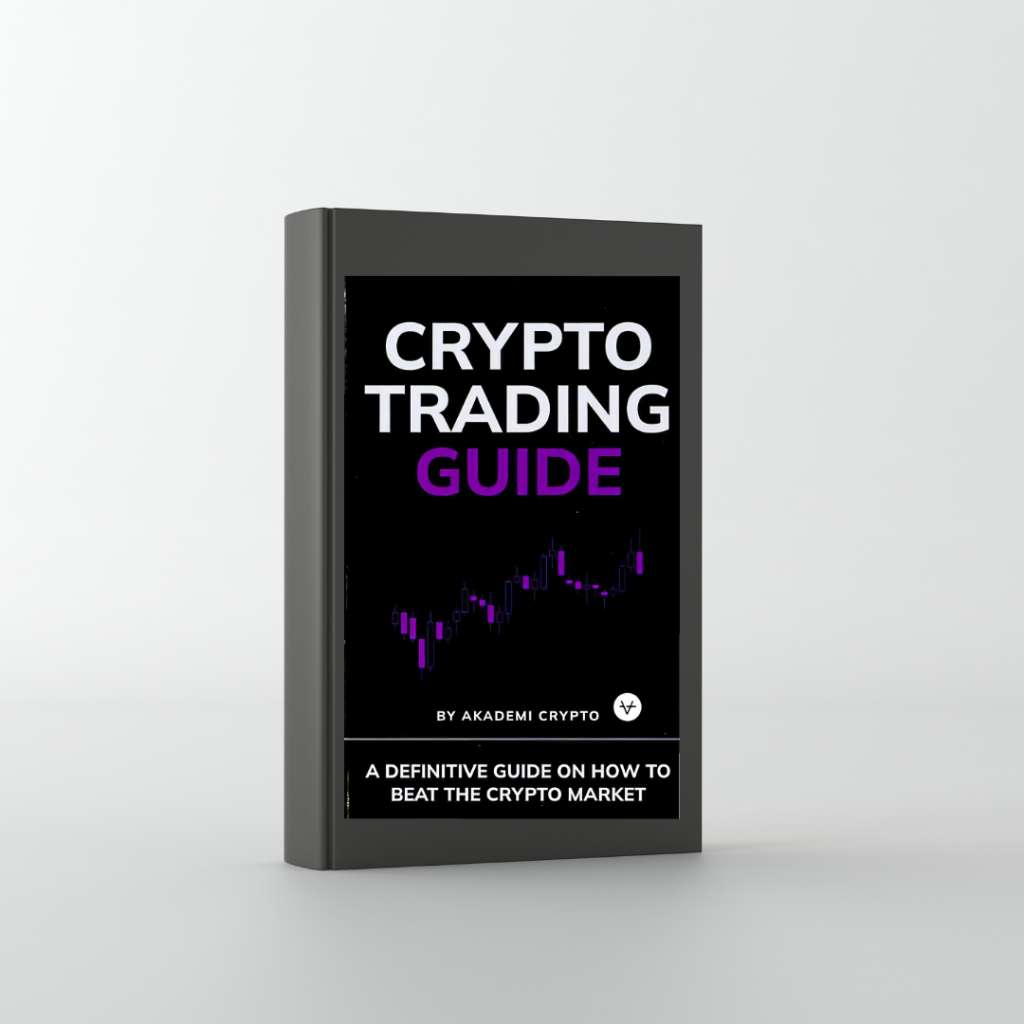 CRYPTO
TRADING
GUIDE
BY AKADEMI CRYPTO
A DEFINITIVE GUIDE ON HOW TO
BEAT THE CRYPTO MARKET